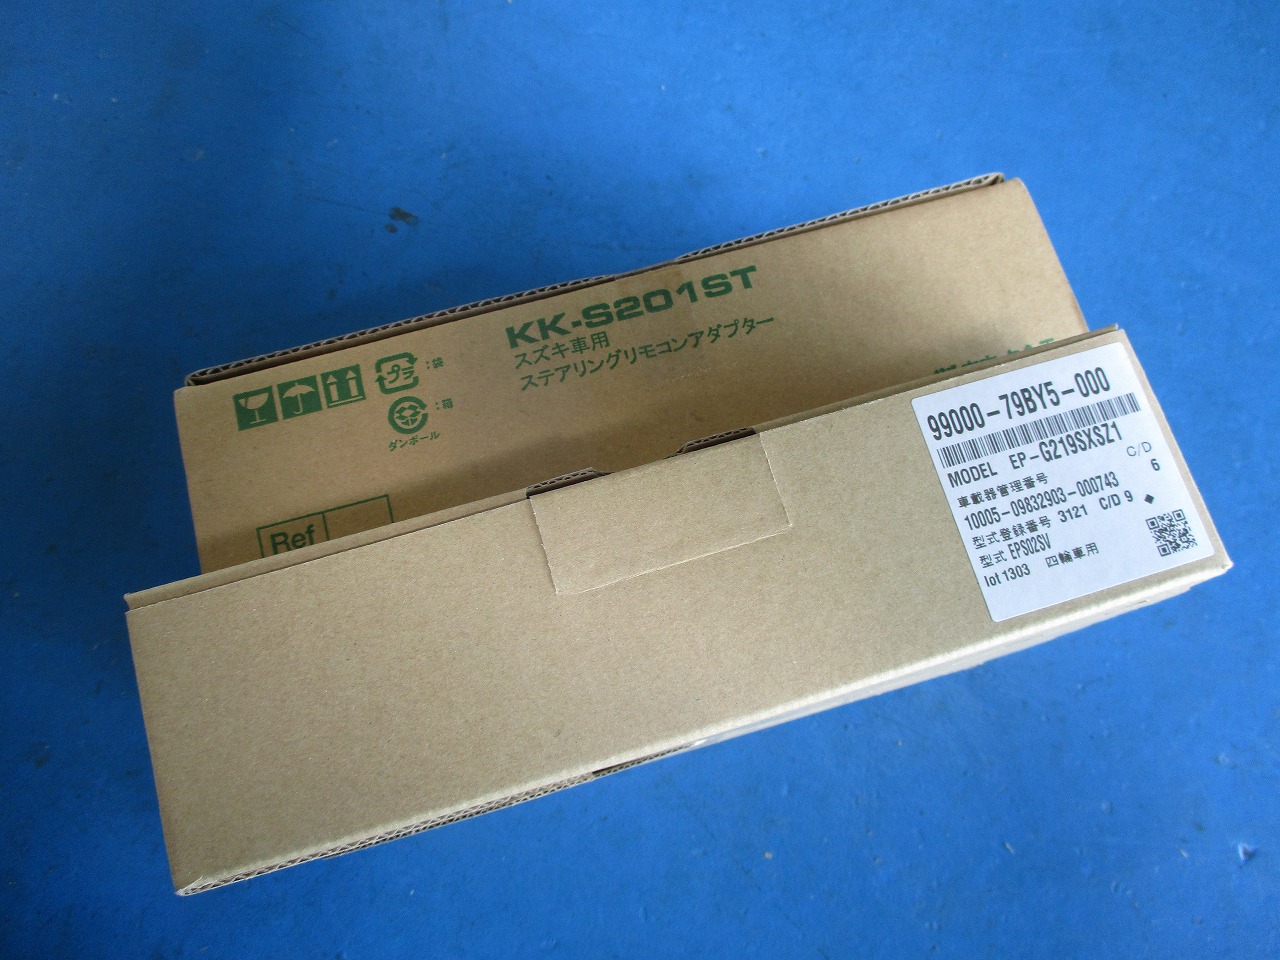 KK-S201ST
スズキ車用
ステアリングリモコンアダプター
プラ
:袋
:箱
ダンボール
Ref
99000-79BY5-000
MODEL EP-G219SXSZ1
車載器管理番号 C/D
10005-09832903-000743 6
型式登録番号 3121 C/D 9 ◆
型式 EPS02SV
lot 1303 四輪車用